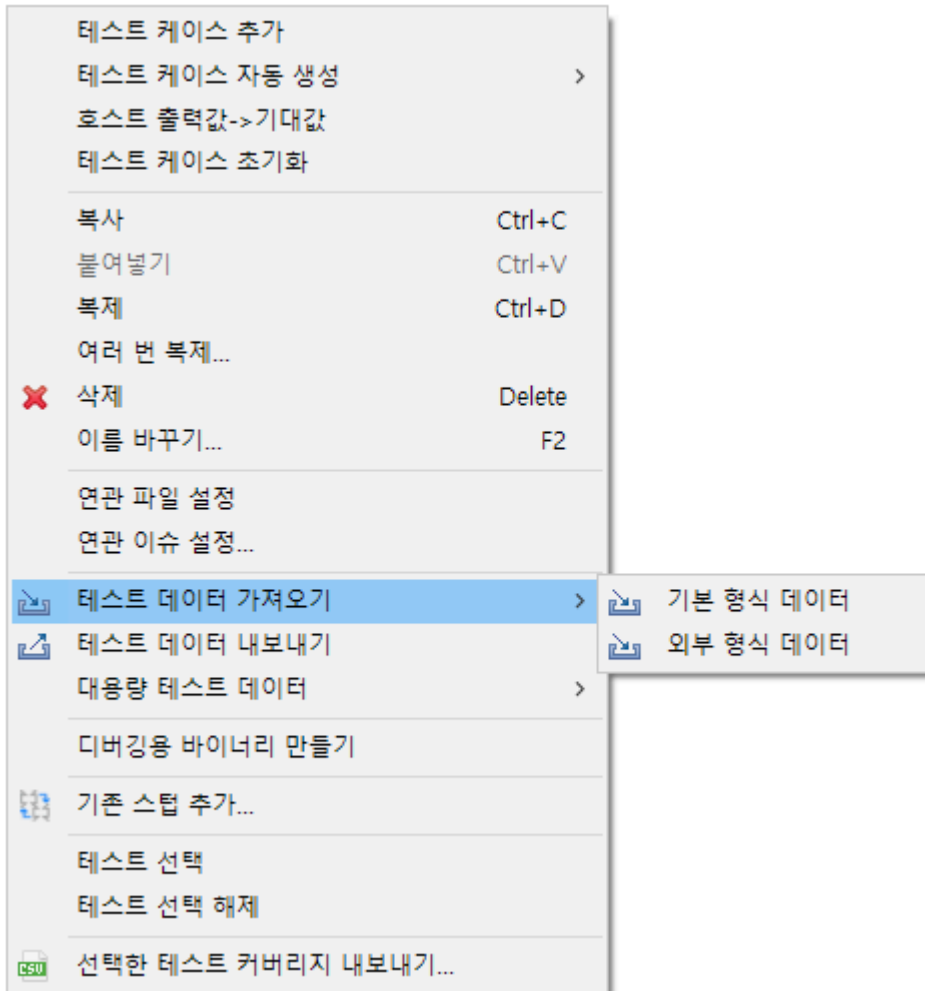 테스트 케이스 추가
테스트 케이스 자동 생성
호스트 출력값->기대값
테스트 케이스 초기화
복사 Ctrl+C
붙여넣기 Ctrl+V
복제 Ctrl+D
여러 번 복제...
삭제 Delete
이름 바꾸기... F2
연관 파일 설정
연관 이슈 설정...
테스트 데이터 가져오기
기본 형식 데이터
테스트 데이터 내보내기
외부 형식 데이터
대용량 테스트 데이터
디버깅용 바이너리 만들기
기존 스텁 추가...
테스트 선택
테스트 선택 해제
CSV 선택한 테스트 커버리지 내보내기...